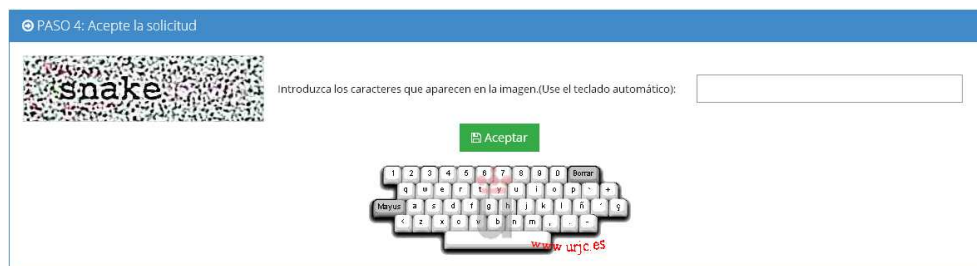 PASO 4: Acepte la solicitud
snake
Introduzca los caracteres que aparecen en la imagen.(Use el teclado automático):
Aceptar
1 2 3 4 5 6 7 8 9 0 Borrar
q w e r t y u i o p ` +
Mayus a s d f g h j k l ñ ´ ç
< z x c v b n m , . -
www.urjc.es